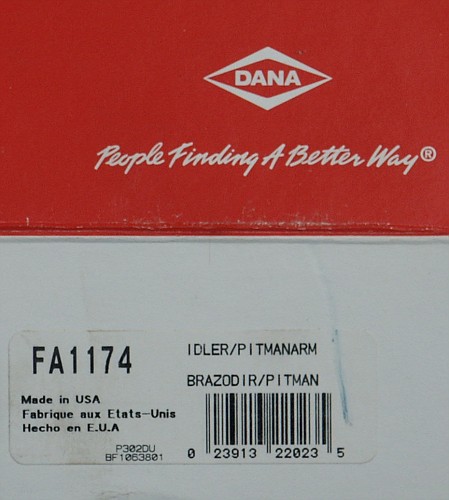 DANA
People Finding A Better Way®
FA1174
IDLER/PITMANARM
BRAZODIR/PITMAN
Made in USA
Fabrique aux Etats-Unis
Hecho en E.U.A
P302DU
BF1063801
0 23913 22023 5